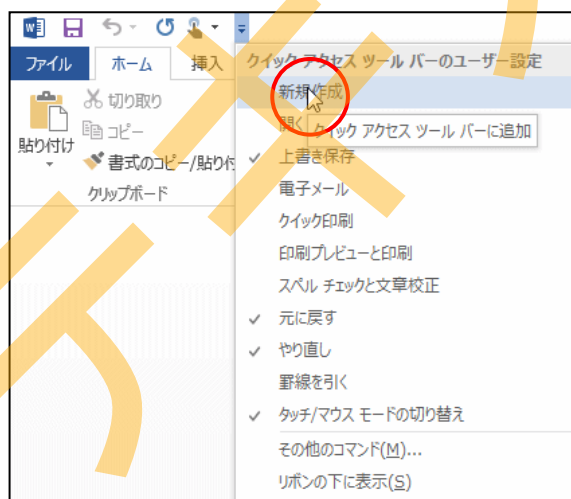 ファイル ホーム 挿入
切り取り
コピー
貼り付け
書式のコピー/貼り付
クリップボード
クイック アクセス ツール バーのユーザー設定
新規作成
開く
クイック アクセス ツール バーに追加
上書き保存
電子メール
クイック印刷
印刷プレビューと印刷
スペル チェックと文章校正
元に戻す
やり直し
罫線を引く
タッチ/マウス モードの切り替え
その他のコマンド(M)...
リボンの下に表示(S)